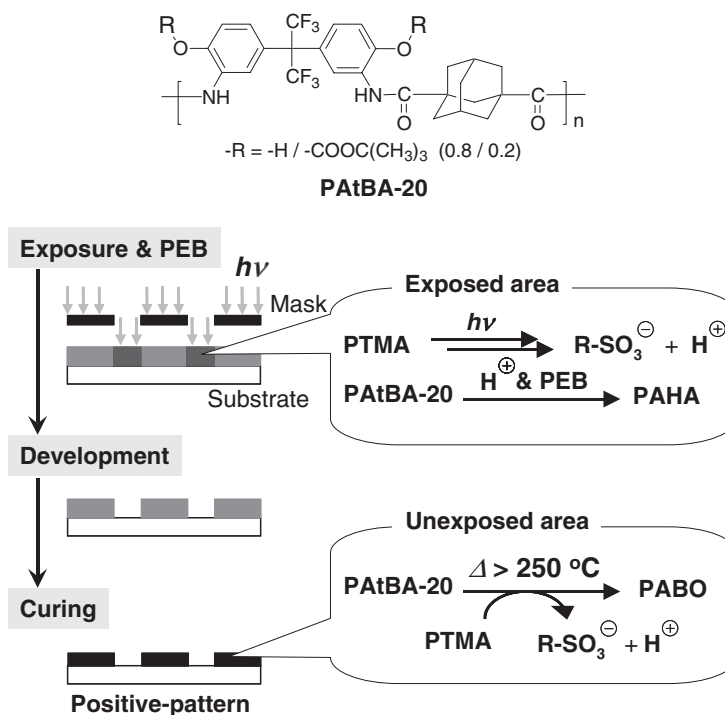 R
R
O
CF₃
O
CF₃
NH
HN
C
C
O
O
n
-R = -H / -COOC(CH₃)₃ (0.8 / 0.2)
PAtBA-20
Exposure & PEB
hν
Mask
Substrate
Exposed area
PTMA hν R-SO₃⊖ + H⊕
PAtBA-20 H⊕ & PEB PAHA
Development
Unexposed area
Δ > 250 ºC
PAtBA-20 PABO
PTMA R-SO₃⊖ + H⊕
Curing
Positive-pattern